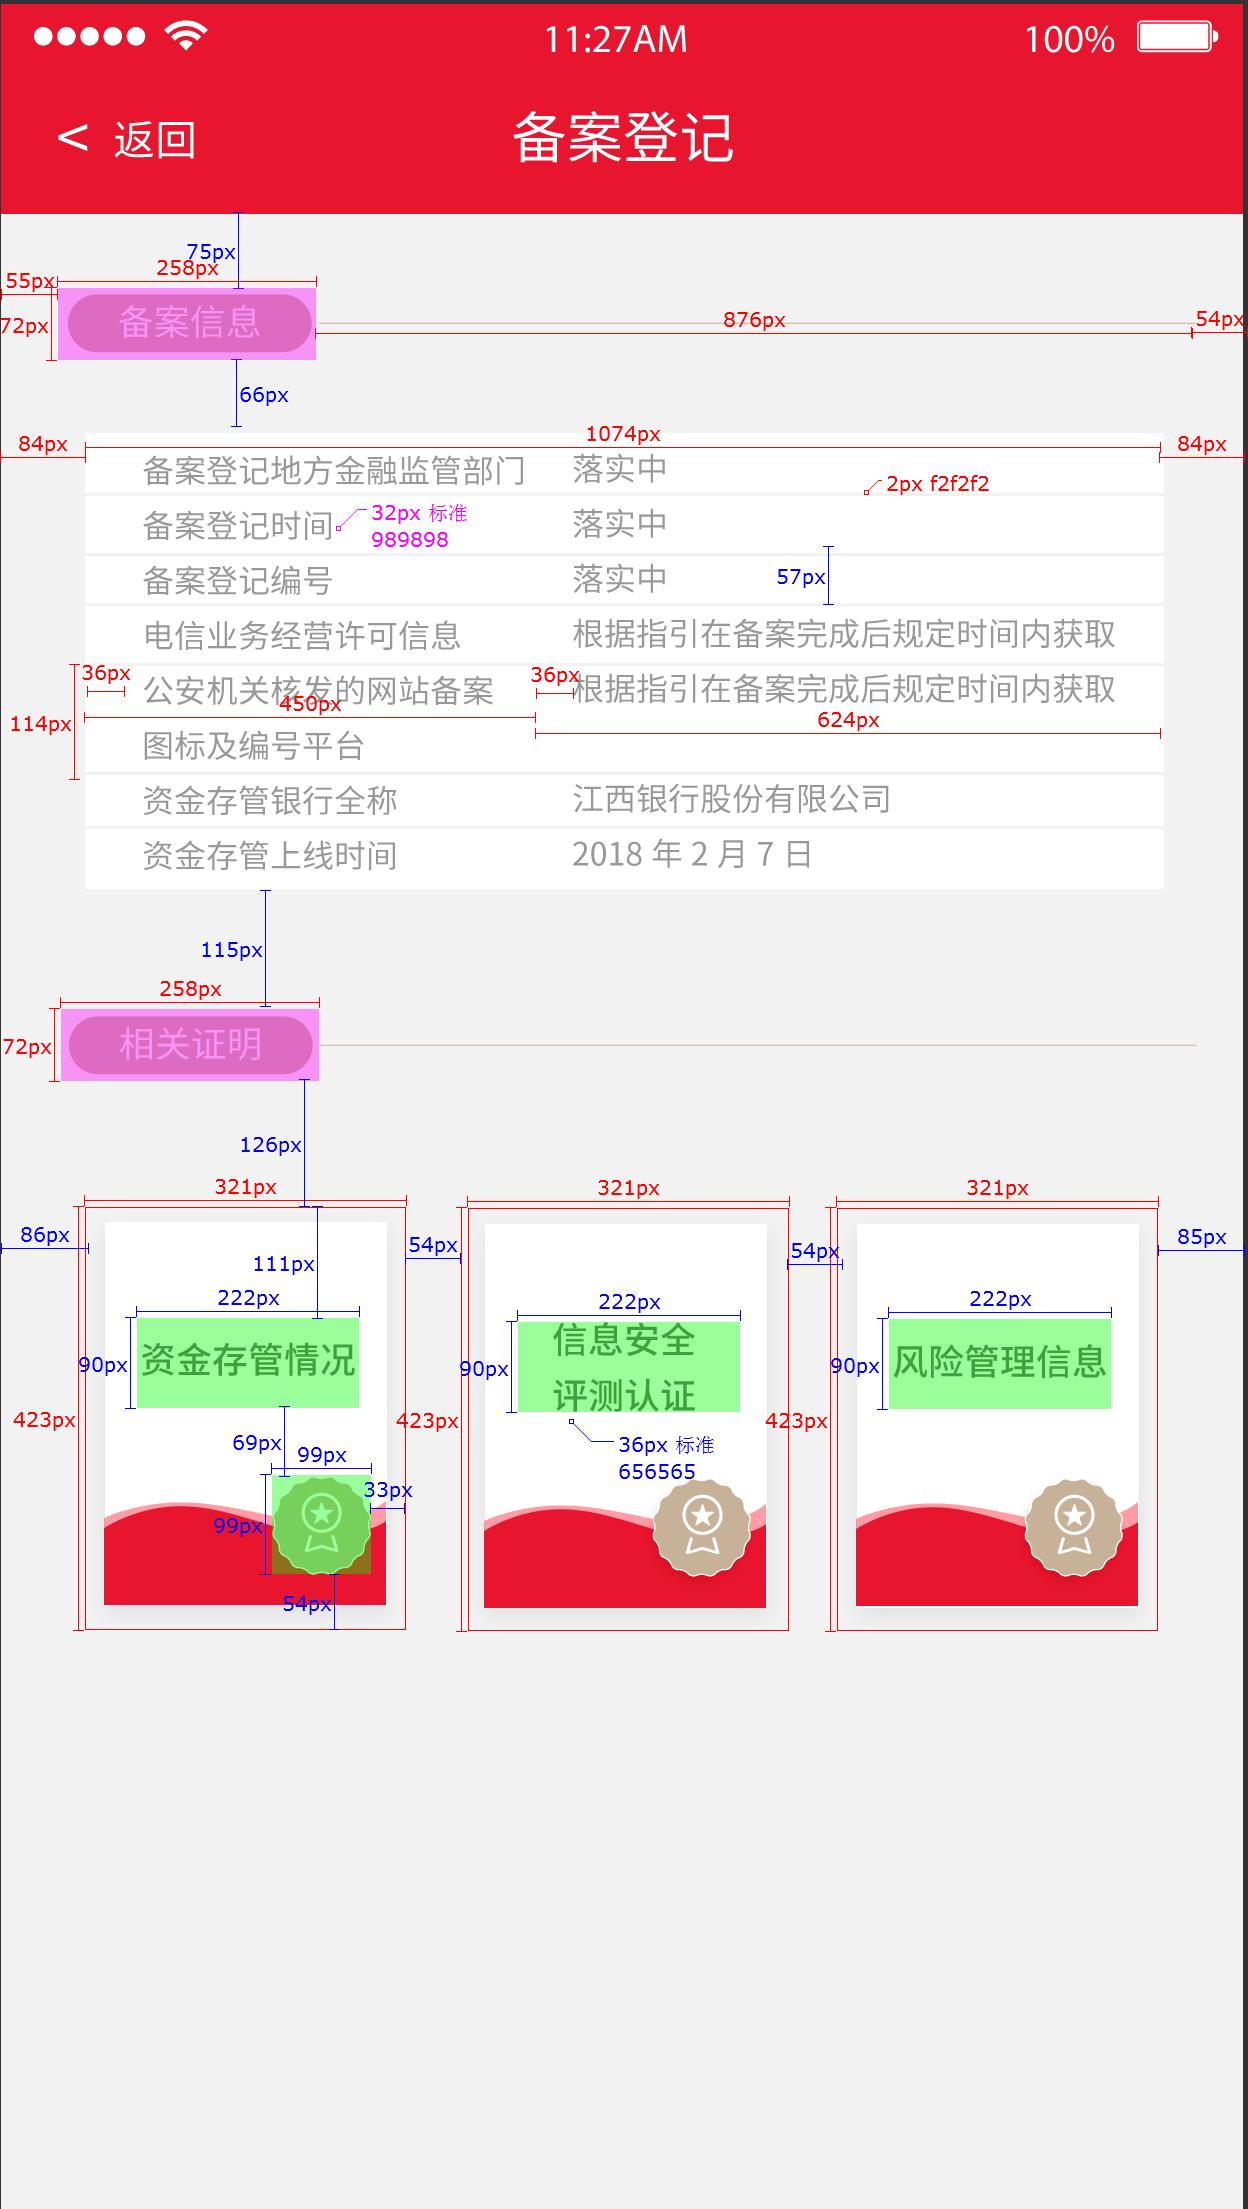 11:27AM 100%
< 返回 备案登记
75px
258px
55px
72px 备案信息 876px 54px
66px
84px 1074px 84px
备案登记地方金融监管部门 落实中
2px f2f2f2
备案登记时间 落实中
32px 标准
989898
备案登记编号 落实中
57px
电信业务经营许可信息 根据指引在备案完成后规定时间内获取
36px 36px
公安机关核发的网站备案 根据指引在备案完成后规定时间内获取
450px
114px 624px
图标及编号平台
资金存管银行全称 江西银行股份有限公司
资金存管上线时间 2018 年 2 月 7 日
115px
258px
72px 相关证明
126px
321px 321px 321px
86px 54px 54px 85px
111px
222px 222px 222px
90px 资金存管情况
90px 信息安全
评测认证
90px 风险管理信息
423px 423px 423px
36px 标准
656565
69px
99px
33px
99px
54px